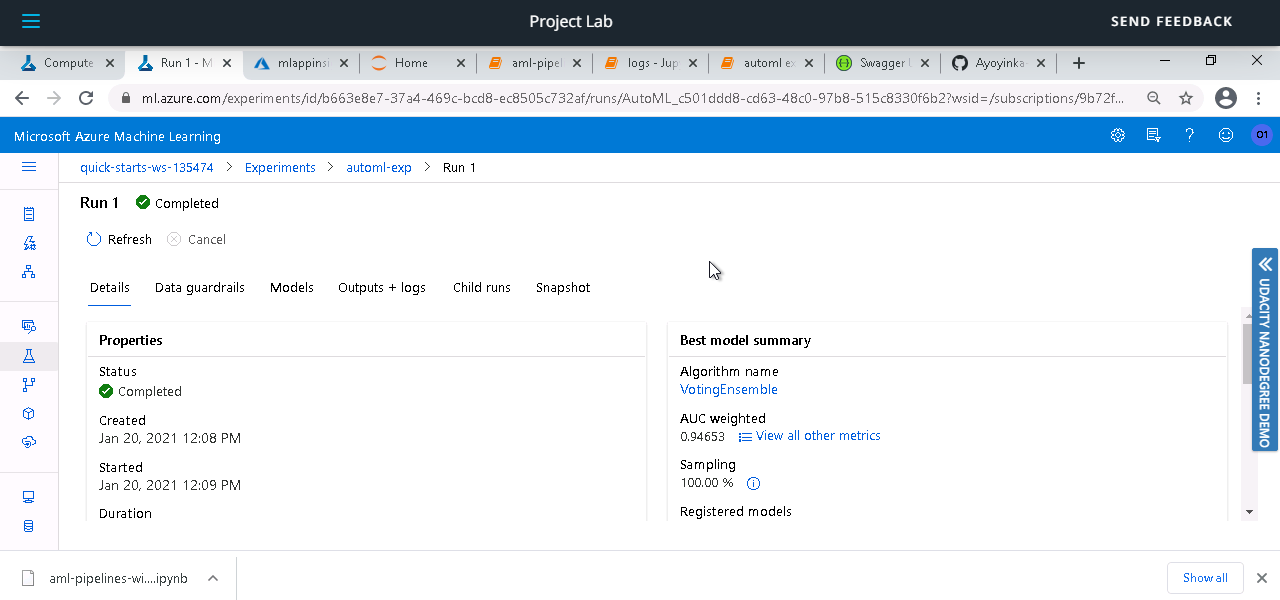 Project Lab
SEND FEEDBACK
Compute
Run 1 - M
mlappinsi
Home
aml-pipel
logs - Jup
automl ex
Swagger U
Ayoyinka-
ml.azure.com/experiments/id/b663e8e7-37a4-469c-bcd8-ec8505c732af/runs/AutoML_c501ddd8-cd63-48c0-97b8-515c8330f6b2?wsid=/subscriptions/9b72f...
Microsoft Azure Machine Learning
01
quick-starts-ws-135474 > Experiments > automl-exp > Run 1
Run 1 Completed
Refresh Cancel
Details Data guardrails Models Outputs + logs Child runs Snapshot
Properties
Status
Completed
Created
Jan 20, 2021 12:08 PM
Started
Jan 20, 2021 12:09 PM
Duration
Best model summary
Algorithm name
VotingEnsemble
AUC weighted
0.94653 View all other metrics
Sampling
100.00 %
Registered models
UDACITY NANODEGREE DEMO
aml-pipelines-wi....ipynb
Show all